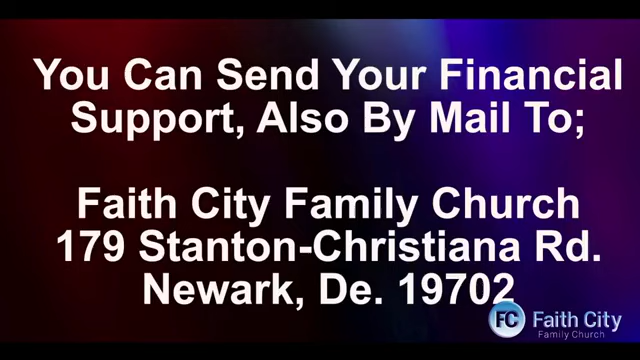 You Can Send Your Financial
Support, Also By Mail To;
Faith City Family Church
179 Stanton-Christiana Rd.
Newark, De. 19702
FC Faith City
Family Church